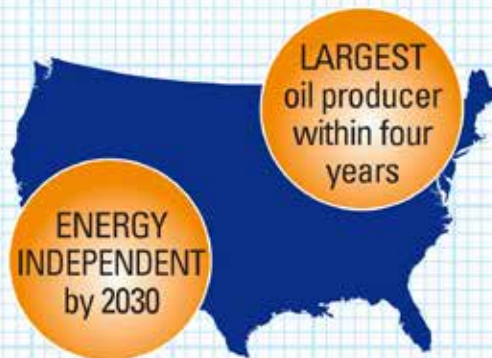 LARGEST
oil producer
within four
years
ENERGY
INDEPENDENT
by 2030